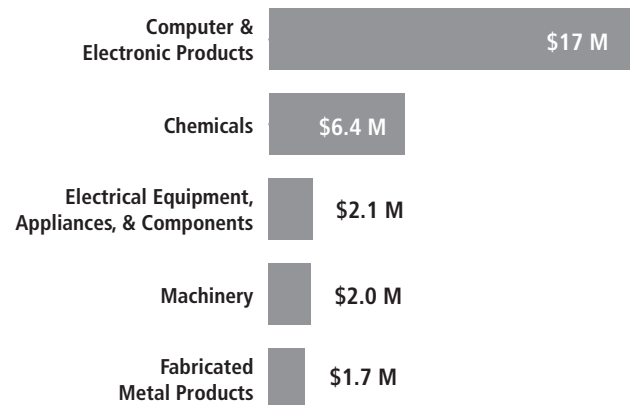 Computer &
Electronic Products
$17 M
Chemicals
$6.4 M
Electrical Equipment,
Appliances, & Components
$2.1 M
Machinery
$2.0 M
Fabricated
Metal Products
$1.7 M